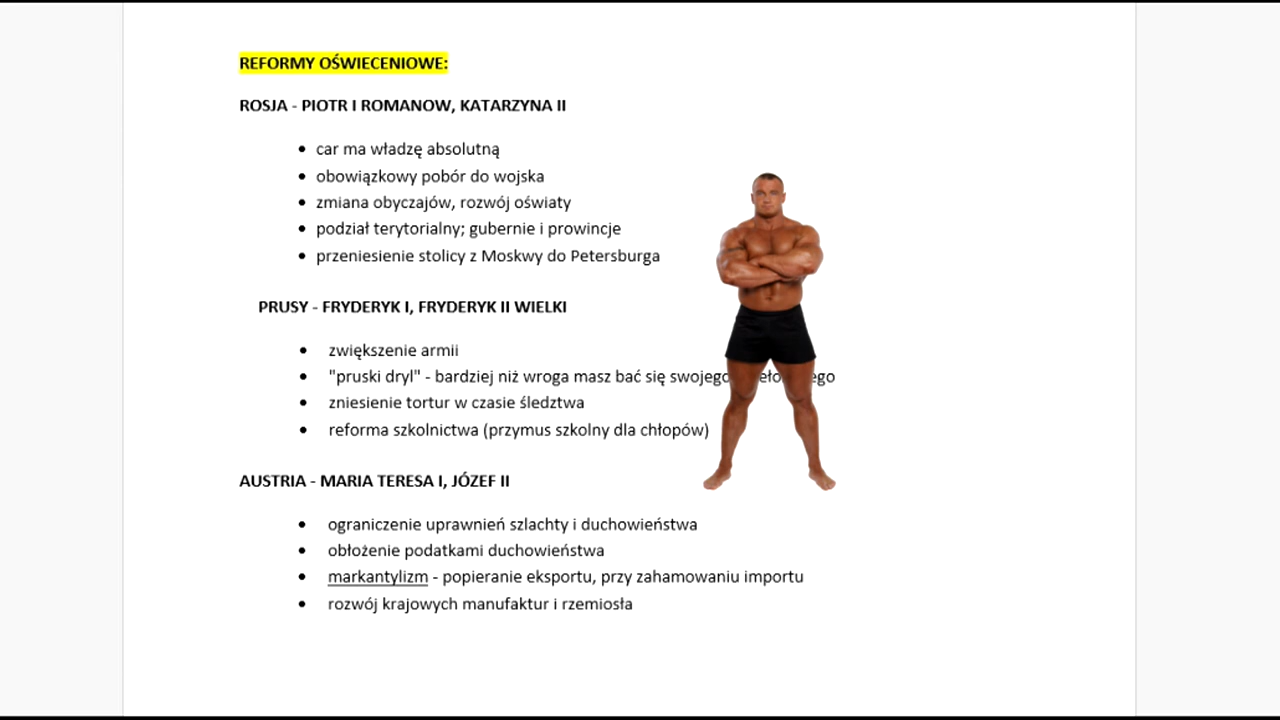 REFORMY OŚWIECENIOWE:
ROSJA - PIOTR I ROMANOW, KATARZYNA II
• car ma władzę absolutną
• obowiązkowy pobór do wojska
• zmiana obyczajów, rozwój oświaty
• podział terytorialny; gubernie i prowincje
• przeniesienie stolicy z Moskwy do Petersburga
PRUSY - FRYDERYK I, FRYDERYK II WIELKI
• zwiększenie armii
• "pruski dryl" - bardziej niż wroga masz bać się swojego
• zniesienie tortur w czasie śledztwa
• reforma szkolnictwa (przymus szkolny dla chłopów)
AUSTRIA - MARIA TERESA I, JÓZEF II
• ograniczenie uprawnień szlachty i duchowieństwa
• obłożenie podatkami duchowieństwa
• markantylizm - popieranie eksportu, przy zahamowaniu importu
• rozwój krajowych manufaktur i rzemiosła